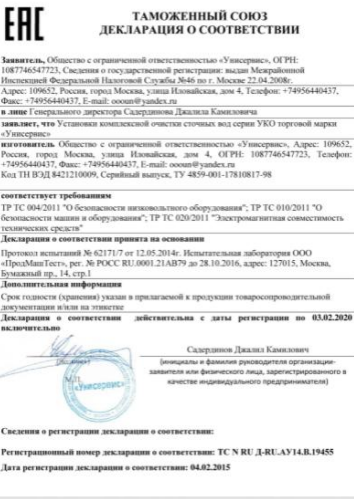 ЕАС
ТАМОЖЕННЫЙ СОЮЗ
ДЕКЛАРАЦИЯ О СООТВЕТСТВИИ
Заявитель, Общество с ограниченной ответственностью «Унисервис», ОГРН:
1087746547723, Сведения о государственной регистрации: выдан Межрайонной
Инспекцией Федеральной Налоговой Службы №46 по г. Москве 22.04.2008г.
Адрес: 109652, Россия, город Москва, улица Иловайская, дом 4, Телефон: +74956440437,
Факс: +74956440437, E-mail: oooun@yandex.ru
в лице Генерального директора Садердинова Джалила Камиловича
заявляет, что Установки комплексной очистки сточных вод серии УКО торговой марки
«Унисервис»
изготовитель Общество с ограниченной ответственностью «Унисервис», Адрес: 109652,
Россия, город Москва, улица Иловайская, дом 4, ОГРН: 1087746547723, Телефон:
+74956440437, Факс: +74956440437, E-mail: oooun@yandex.ru
Код ТН ВЭД 8421210009, Серийный выпуск, ТУ 4859-001-17810817-98
соответствует требованиям
ТР ТС 004/2011 "О безопасности низковольтного оборудования"; ТР ТС 010/2011 "О
безопасности машин и оборудования"; ТР ТС 020/2011 "Электромагнитная совместимость
технических средств"
Декларация о соответствии принята на основании
Протокол испытаний № 62171/7 от 12.05.2014г. Испытательная лаборатория ООО
«ПродМашТест», рег. № РОСС RU.0001.21АВ79 до 28.10.2016, адрес: 127015, Москва,
Бумажный пр., 14, стр.1
Дополнительная информация
Срок годности (хранения) указан в прилагаемой к продукции товаросопроводительной
документации и/или на этикетке
Декларация о соответствии действительна с даты регистрации по 03.02.2020
включительно
Садердинов Джалил Камилович
(инициалы и фамилия руководителя организации-
заявителя или физического лица, зарегистрированного в
качестве индивидуального предпринимателя)
М.П.
«Унисервис»
Сведения о регистрации декларации о соответствии:
Регистрационный номер декларации о соответствии: ТС N RU Д-RU.АУ14.В.19455
Дата регистрации декларации о соответствии: 04.02.2015